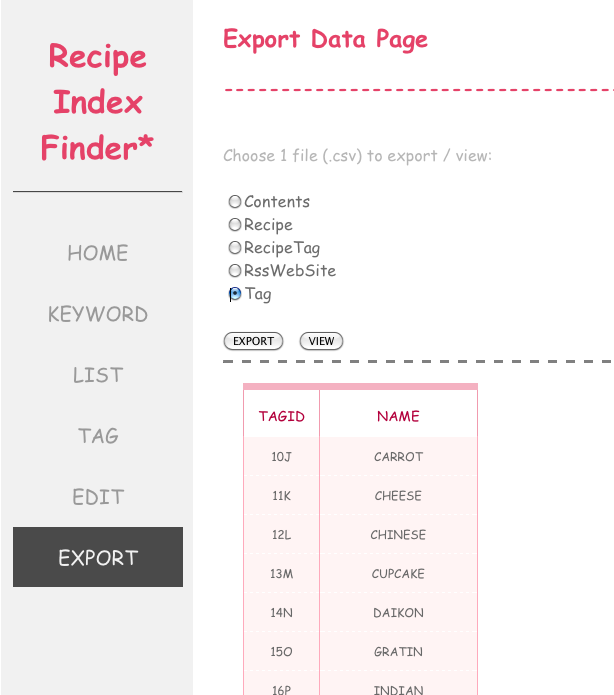 Recipe
Index
Finder*
HOME
KEYWORD
LIST
TAG
EDIT
EXPORT
Export Data Page
Choose 1 file (.csv) to export / view:
Contents
Recipe
RecipeTag
RssWebSite
Tag
EXPORT VIEW
TAGID NAME
10J CARROT
11K CHEESE
12L CHINESE
13M CUPCAKE
14N DAIKON
15O GRATIN
16P INDIAN